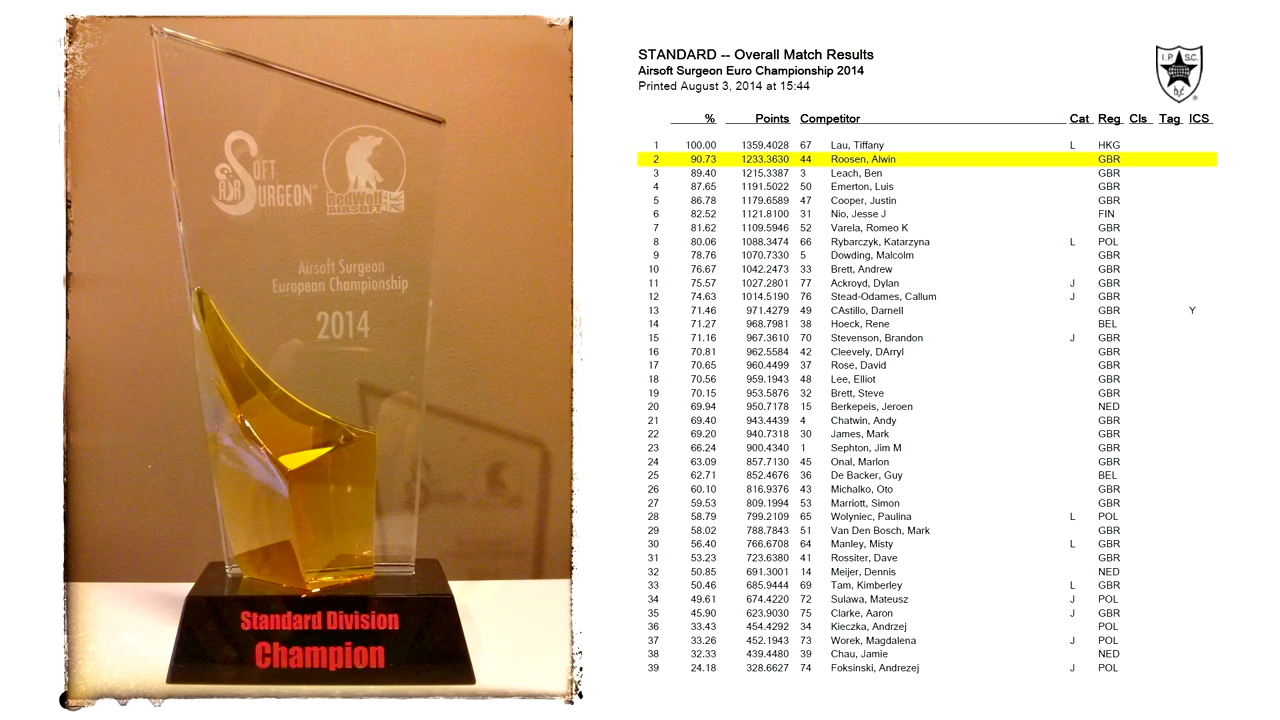 SOFT
AIR SURGEON
RedWolf
AIRSOFT UK
Airsoft Surgeon
European Championship
2014
Standard Division
Champion
STANDARD -- Overall Match Results
Airsoft Surgeon Euro Championship 2014
Printed August 3, 2014 at 15:44
I.P.S.C.
D.V.C.
% Points Competitor Cat Reg Cls Tag ICS
1 100.00 1359.4028 67 Lau, Tiffany L HKG
2 90.73 1233.3630 44 Roosen, Alwin GBR
3 89.40 1215.3387 3 Leach, Ben GBR
4 87.65 1191.5022 50 Emerton, Luis GBR
5 86.78 1179.6589 47 Cooper, Justin GBR
6 82.52 1121.8100 31 Nio, Jesse J FIN
7 81.62 1109.5946 52 Varela, Romeo K GBR
8 80.06 1088.3474 66 Rybarczyk, Katarzyna L POL
9 78.76 1070.7330 5 Dowding, Malcolm GBR
10 76.67 1042.2473 33 Brett, Andrew GBR
11 75.57 1027.2801 77 Ackroyd, Dylan J GBR
12 74.63 1014.5190 76 Stead-Odames, Callum J GBR
13 71.46 971.4279 49 CAstillo, Darnell GBR Y
14 71.27 968.7981 38 Hoeck, Rene BEL
15 71.16 967.3610 70 Stevenson, Brandon J GBR
16 70.81 962.5584 42 Cleevely, DArryl GBR
17 70.65 960.4499 37 Rose, David GBR
18 70.56 959.1943 48 Lee, Elliot GBR
19 70.15 953.5876 32 Brett, Steve GBR
20 69.94 950.7178 15 Berkepeis, Jeroen NED
21 69.40 943.4439 4 Chatwin, Andy GBR
22 69.20 940.7318 30 James, Mark GBR
23 66.24 900.4340 1 Sephton, Jim M GBR
24 63.09 857.7130 45 Onal, Marlon GBR
25 62.71 852.4676 36 De Backer, Guy BEL
26 60.10 816.9376 43 Michalko, Oto GBR
27 59.53 809.1994 53 Marriott, Simon GBR
28 58.79 799.2109 65 Wolyniec, Paulina L POL
29 58.02 788.7843 51 Van Den Bosch, Mark GBR
30 56.40 766.6708 64 Manley, Misty L GBR
31 53.23 723.6380 41 Rossiter, Dave GBR
32 50.85 691.3001 14 Meijer, Dennis NED
33 50.46 685.9444 69 Tam, Kimberley L GBR
34 49.61 674.4220 72 Sulawa, Mateusz J POL
35 45.90 623.9030 75 Clarke, Aaron J GBR
36 33.43 454.4292 34 Kieczka, Andrzej POL
37 33.26 452.1943 73 Worek, Magdalena J POL
38 32.33 439.4480 39 Chau, Jamie NED
39 24.18 328.6627 74 Foksinski, Andrezej J POL